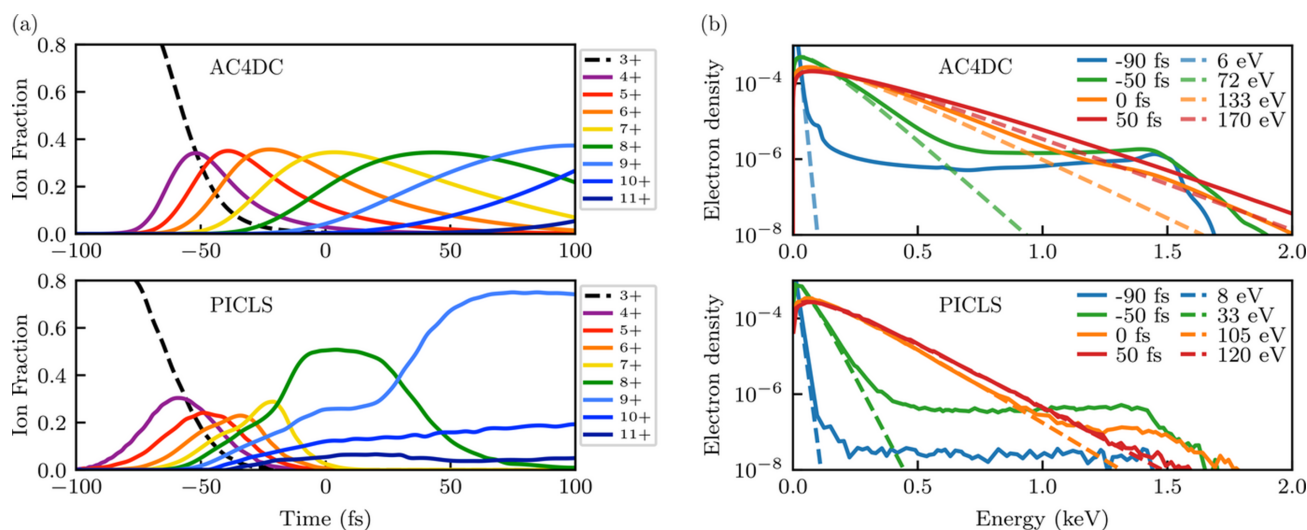 (a)
0.8
0.6
0.4
0.2
0.0
Ion Fraction
AC4DC
−100
−50
0
50
100
3+
4+
5+
6+
7+
8+
9+
10+
11+
0.8
0.6
0.4
0.2
0.0
Ion Fraction
PICLS
−100
−50
0
50
100
Time (fs)
3+
4+
5+
6+
7+
8+
9+
10+
11+
(b)
10⁻⁴
10⁻⁶
10⁻⁸
Electron density
AC4DC
-90 fs 6 eV
-50 fs 72 eV
0 fs 133 eV
50 fs 170 eV
0.0
0.5
1.0
1.5
2.0
10⁻⁴
10⁻⁶
10⁻⁸
Electron density
PICLS
-90 fs 8 eV
-50 fs 33 eV
0 fs 105 eV
50 fs 120 eV
0.0
0.5
1.0
1.5
2.0
Energy (keV)